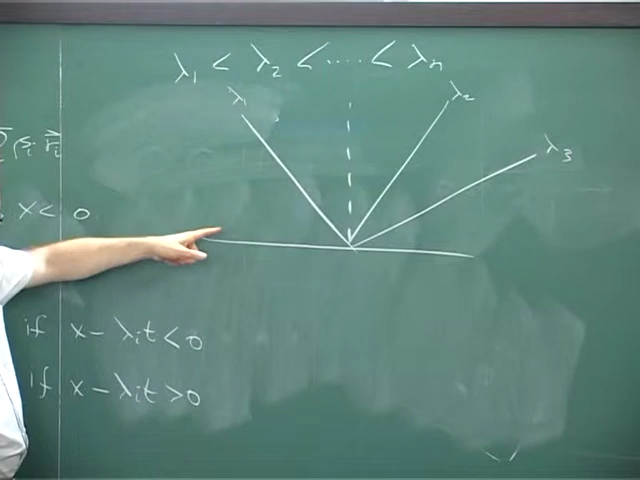 λ₁ < λ₂ < ..... < λₙ
λ₁
λ₂
λ₃
x < 0
if x - λᵢt < 0
if x - λᵢt > 0